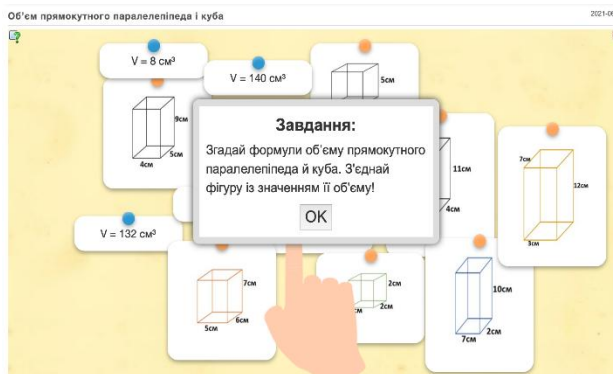 Об'єм прямокутного паралелепіпеда і куба
V = 8 см³
V = 140 см³
5см
9см
5см
4см
Завдання:
Згадай формули об'єму прямокутного
паралелепіпеда й куба. З'єднай
фігуру із значенням її об'єму!
OK
11см
4см
7см
12см
3см
V = 132 см³
7см
6см
5см
2см
2см
10см
2см
7см